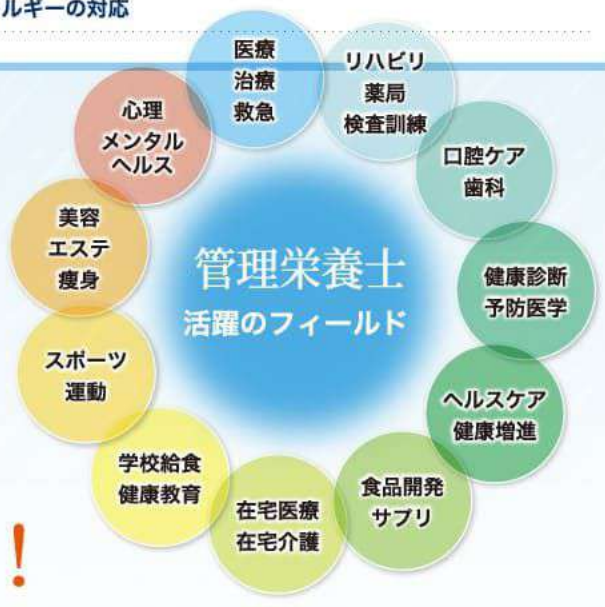 ルギーの対応
医療
治療
救急
リハビリ
薬局
検査訓練
口腔ケア
歯科
健康診断
予防医学
ヘルスケア
健康増進
食品開発
サプリ
在宅医療
在宅介護
学校給食
健康教育
スポーツ
運動
美容
エステ
痩身
心理
メンタル
ヘルス
管理栄養士
活躍のフィールド
!